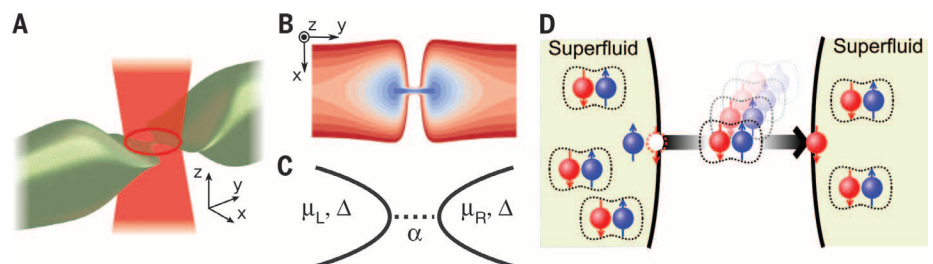 A
z
y
x
B
z
y
x
C
μL, Δ
α
μR, Δ
D
Superfluid
Superfluid